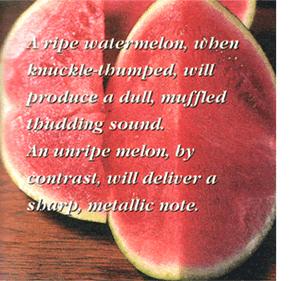 A ripe watermelon, when
knuckle-thumped, will
produce a dull, muffled
thudding sound.
An unripe melon, by
contrast, will deliver a
sharp, metallic note.